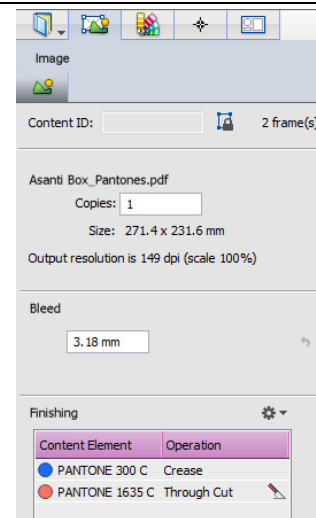 Image
Content ID:
2 frame(s)
Asanti Box_Pantones.pdf
Copies: 1
Size: 271.4 x 231.6 mm
Output resolution is 149 dpi (scale 100%)
Bleed
3.18 mm
Finishing
Content Element Operation
PANTONE 300 C Crease
PANTONE 1635 C Through Cut